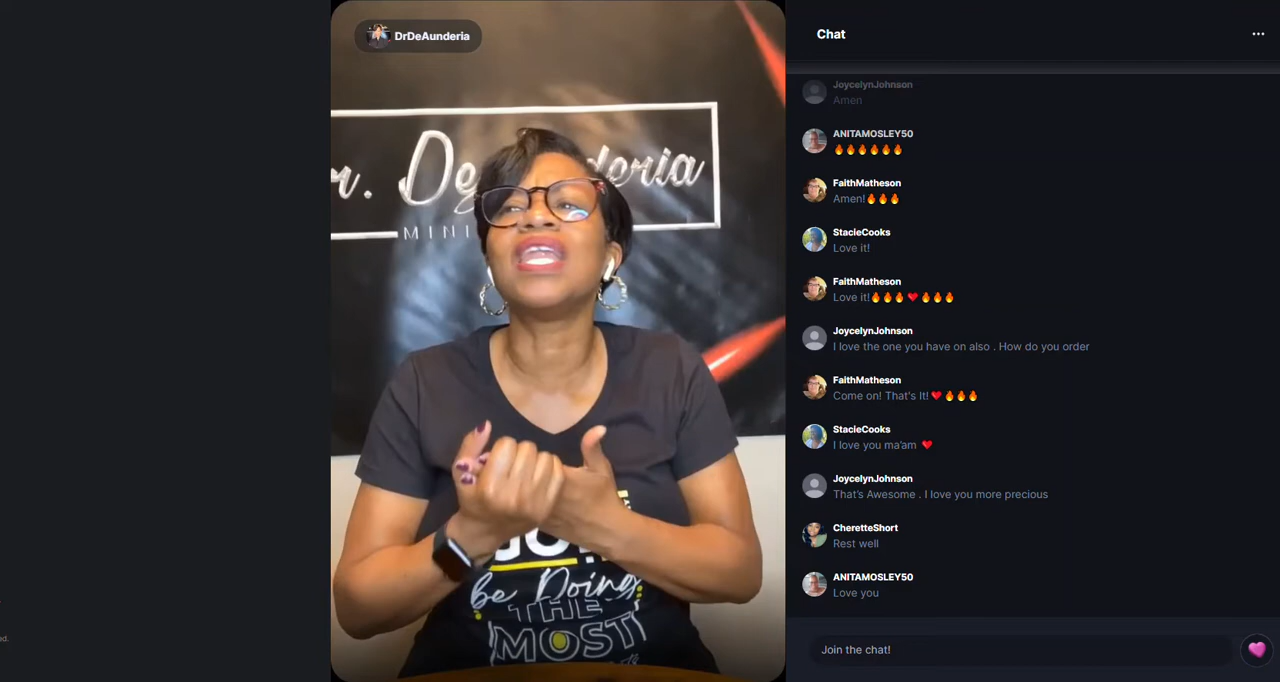 DrDeAunderia
r. De deria
MINI
be Doing
THE
MOST
ad.
Chat
JoycelynJohnson
Amen
ANITAMOSLEY50
🔥🔥🔥🔥🔥🔥
FaithMatheson
Amen!🔥🔥🔥
StacieCooks
Love it!
FaithMatheson
Love it!🔥🔥🔥❤️🔥🔥🔥
JoycelynJohnson
I love the one you have on also . How do you order
FaithMatheson
Come on! That's It!❤️🔥🔥🔥
StacieCooks
I love you ma'am ❤️
JoycelynJohnson
That's Awesome . I love you more precious
CheretteShort
Rest well
ANITAMOSLEY50
Love you
Join the chat!